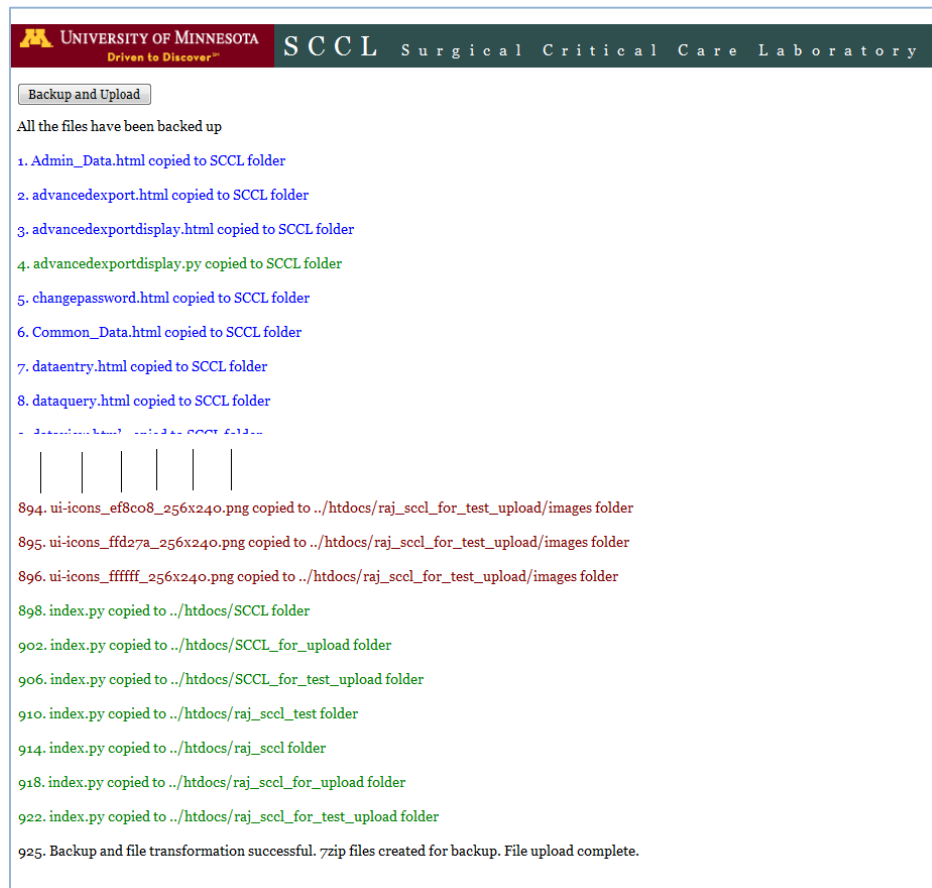 UNIVERSITY OF MINNESOTA
Driven to Discover℠
SCCL Surgical Critical Care Laboratory
Backup and Upload
All the files have been backed up
1. Admin_Data.html copied to SCCL folder
2. advancedexport.html copied to SCCL folder
3. advancedexportdisplay.html copied to SCCL folder
4. advancedexportdisplay.py copied to SCCL folder
5. changepassword.html copied to SCCL folder
6. Common_Data.html copied to SCCL folder
7. dataentry.html copied to SCCL folder
8. dataquery.html copied to SCCL folder
894. ui-icons_ef8c08_256x240.png copied to ../htdocs/raj_sccl_for_test_upload/images folder
895. ui-icons_ffd27a_256x240.png copied to ../htdocs/raj_sccl_for_test_upload/images folder
896. ui-icons_ffffff_256x240.png copied to ../htdocs/raj_sccl_for_test_upload/images folder
898. index.py copied to ../htdocs/SCCL folder
902. index.py copied to ../htdocs/SCCL_for_upload folder
906. index.py copied to ../htdocs/SCCL_for_test_upload folder
910. index.py copied to ../htdocs/raj_sccl_test folder
914. index.py copied to ../htdocs/raj_sccl folder
918. index.py copied to ../htdocs/raj_sccl_for_upload folder
922. index.py copied to ../htdocs/raj_sccl_for_test_upload folder
925. Backup and file transformation successful. 7zip files created for backup. File upload complete.